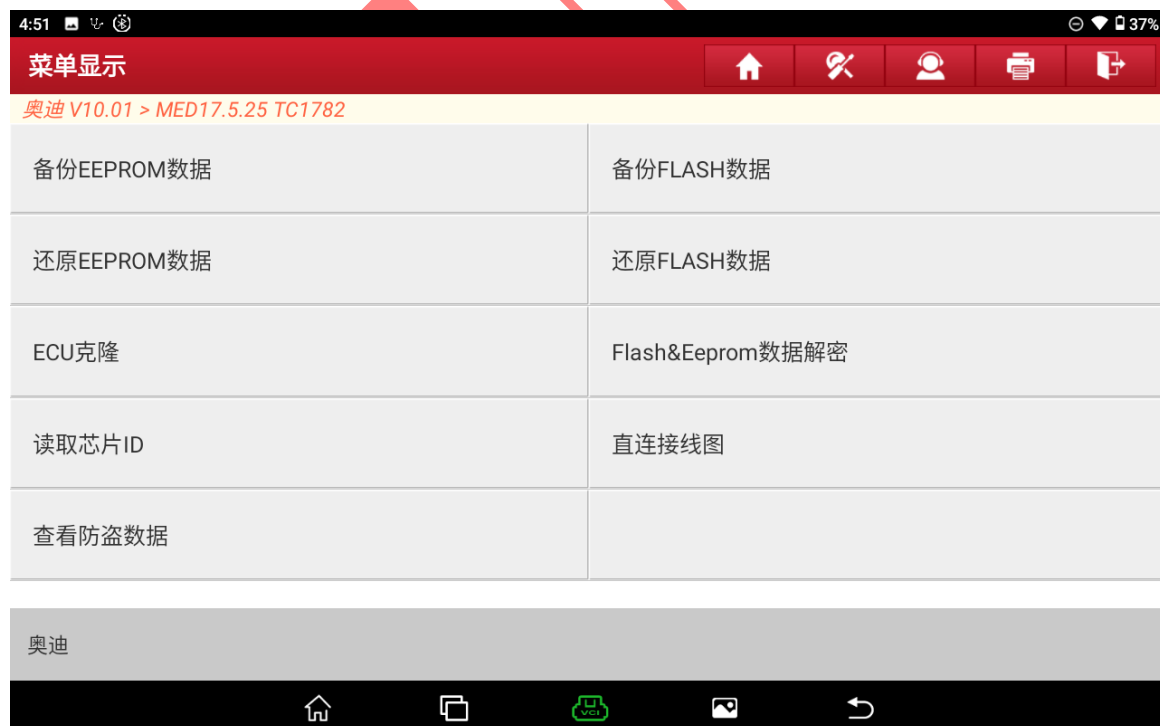 4:51
37%
菜单显示
奥迪 V10.01 > MED17.5.25 TC1782
备份EEPROM数据
备份FLASH数据
还原EEPROM数据
还原FLASH数据
ECU克隆
Flash&Eeprom数据解密
读取芯片ID
直连接线图
查看防盗数据
奥迪
VCI